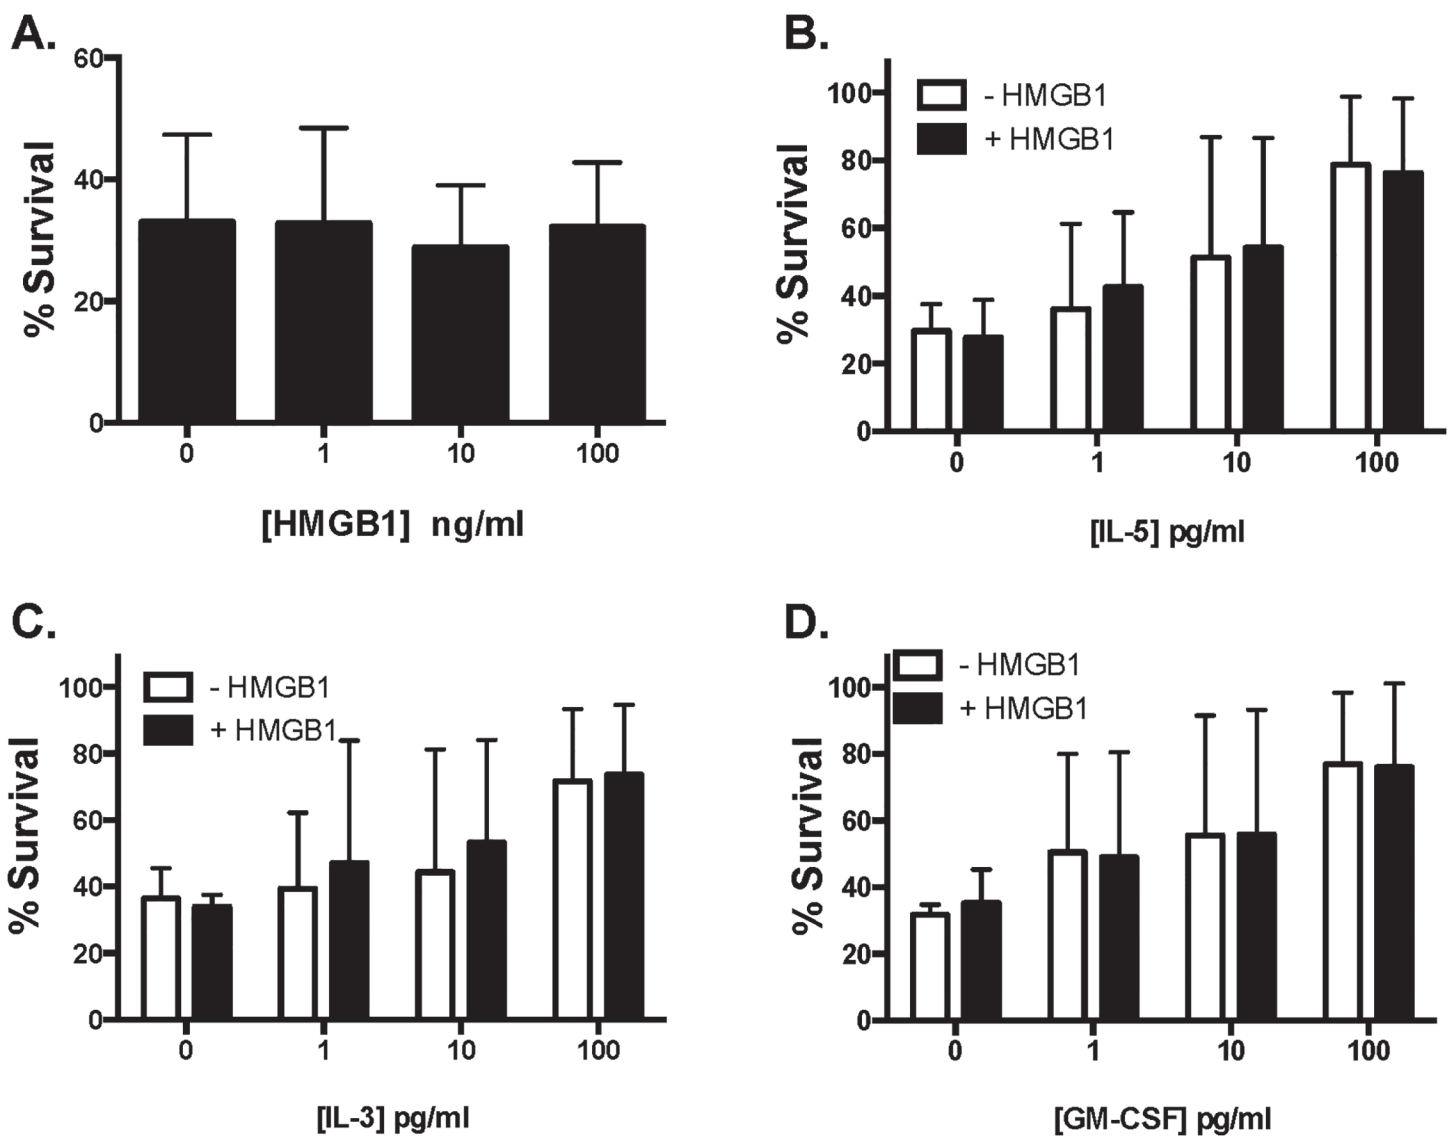 A.
60
40
20
0
% Survival
0 1 10 100
[HMGB1] ng/ml
B.
- HMGB1
+ HMGB1
100
80
60
40
20
0
% Survival
0 1 10 100
[IL-5] pg/ml
C.
- HMGB1
+ HMGB1
100
80
60
40
20
0
% Survival
0 1 10 100
[IL-3] pg/ml
D.
- HMGB1
+ HMGB1
100
80
60
40
20
0
% Survival
0 1 10 100
[GM-CSF] pg/ml